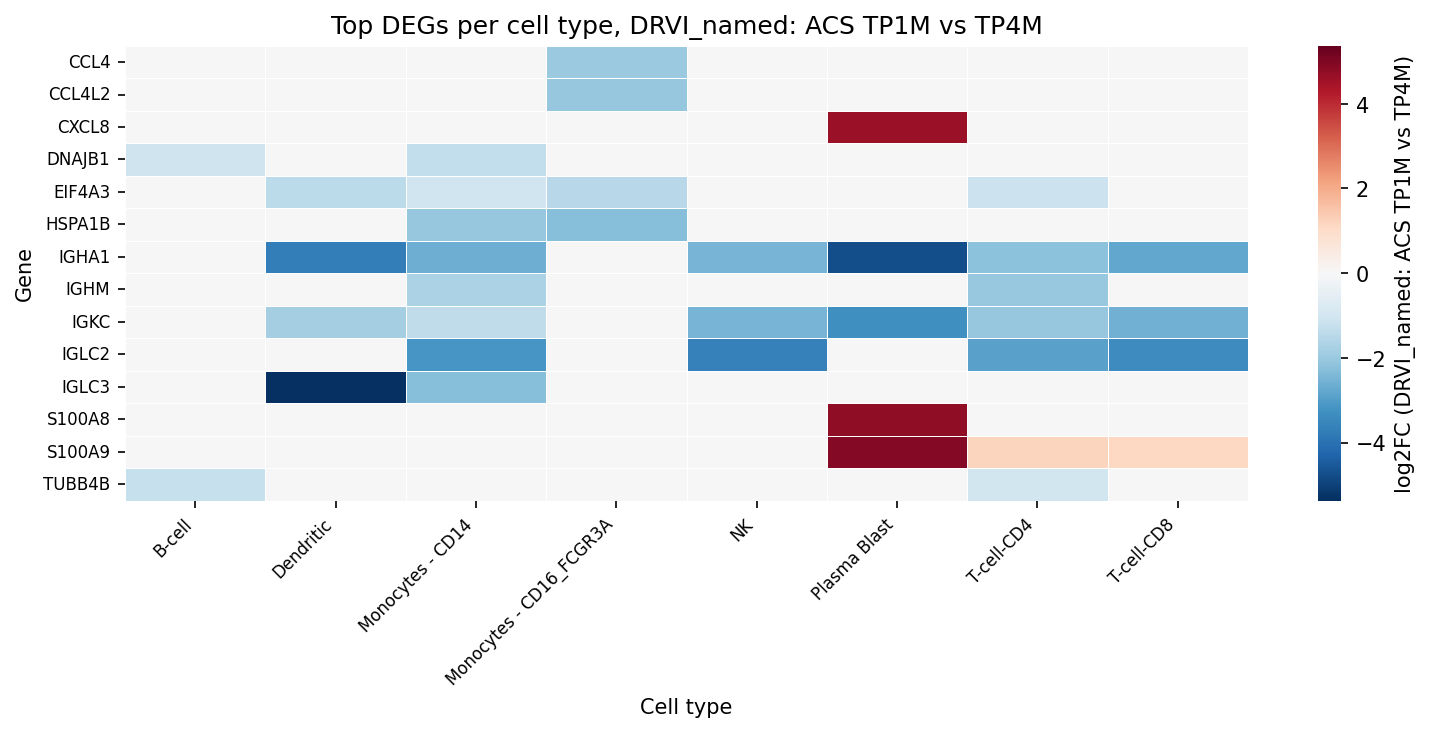 Top DEGs per cell type, DRVI_named: ACS TP1M vs TP4M
Gene
CCL4
CCL4L2
CXCL8
DNAJB1
EIF4A3
HSPA1B
IGHA1
IGHM
IGKC
IGLC2
IGLC3
S100A8
S100A9
TUBB4B
B-cell
Dendritic
Monocytes - CD14
Monocytes - CD16_FCGR3A
NK
Plasma Blast
T-cell-CD4
T-cell-CD8
Cell type
4
2
0
−2
−4
log2FC (DRVI_named: ACS TP1M vs TP4M)